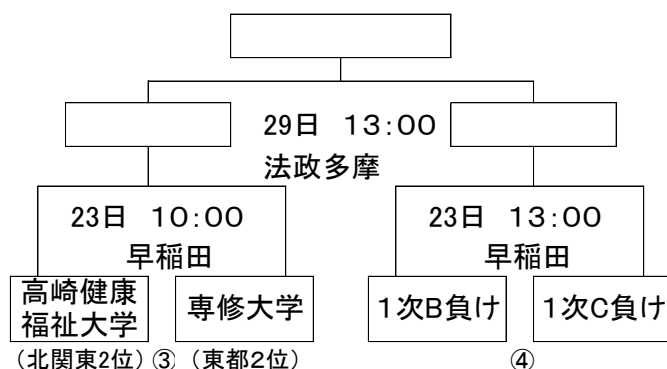 29日 13:00
法政多摩
23日 10:00
早稲田
23日 13:00
早稲田
高崎健康
福祉大学
専修大学
1次B負け
1次C負け
(北関東2位) ③ (東都2位)
④